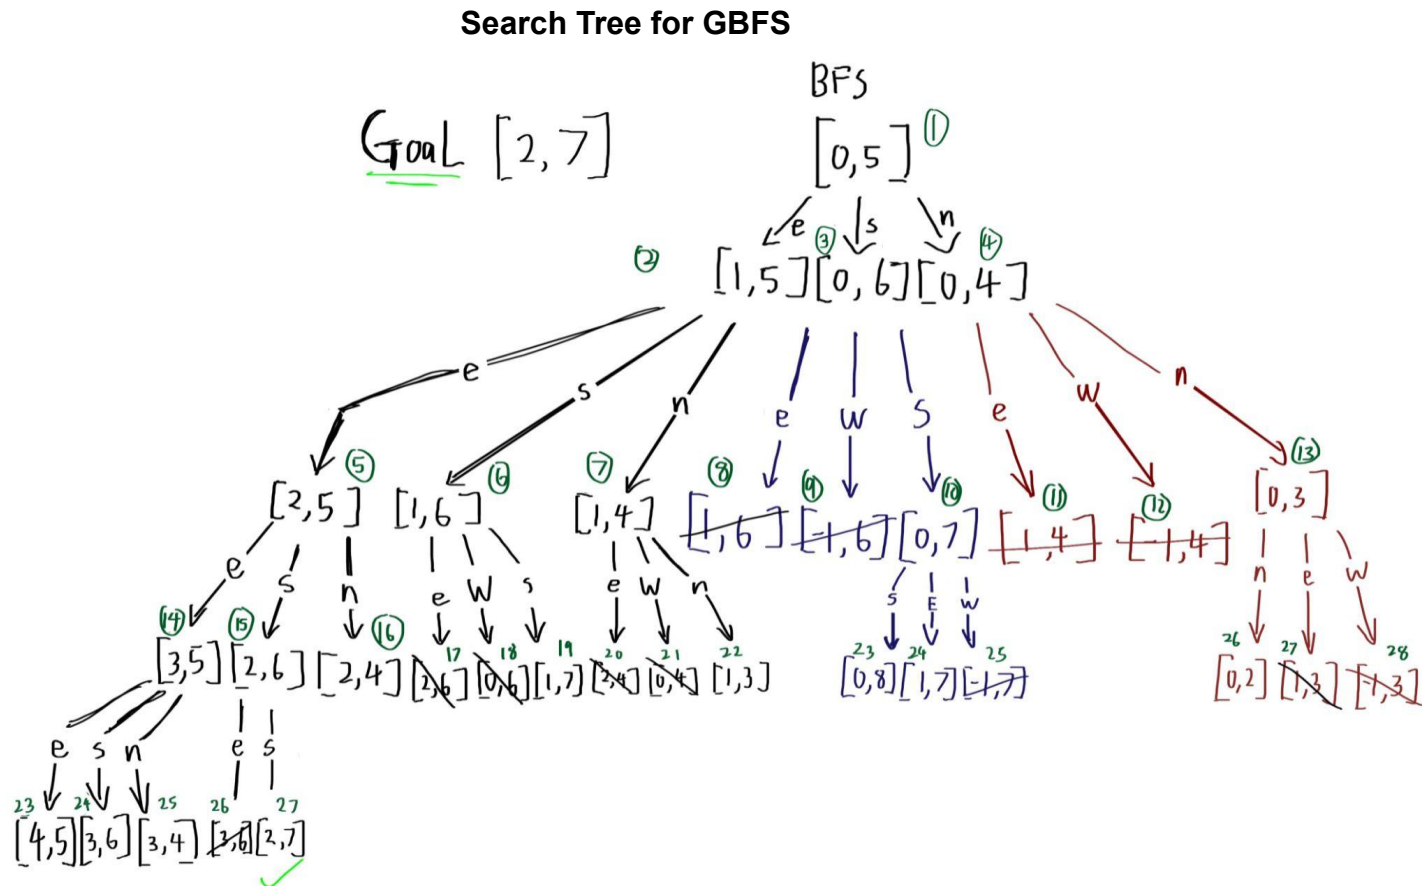 Search Tree for GBFS
BFS
Goal [2,7]
[0,5] 1
e s n
2 3 4
[1,5] [0,6] [0,4]
e s n e w s e w n
5 6 7 8 9 10 11 12 13
[2,5] [1,6] [1,4] [1,6] [-1,6] [0,7] [1,4] [-1,4] [0,3]
e s n e w s e w n s E w n e w
14 15 16 17 18 19 20 21 22 23 24 25 26 27 28
[3,5] [2,6] [2,4] [2,6] [0,6] [1,7] [2,4] [0,4] [1,3] [0,8] [1,7] [-1,7] [0,2] [1,3] [-1,3]
e s n e s
23 24 25 26 27
[4,5] [3,6] [3,4] [3,6] [2,7]